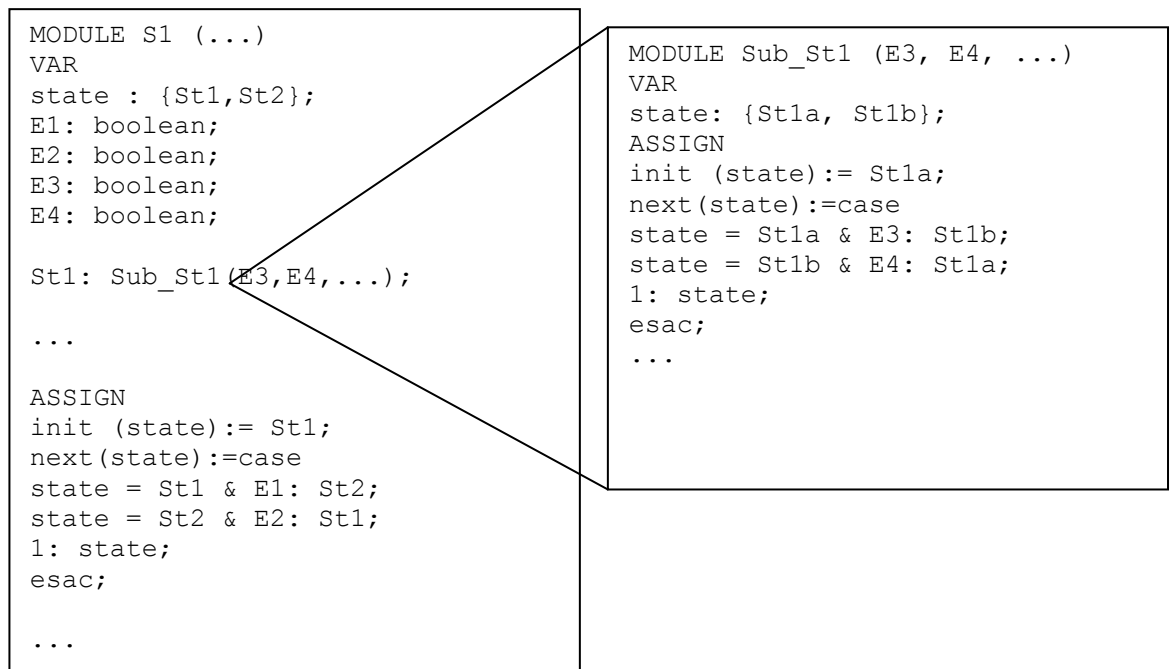 MODULE S1 (...)
VAR
state : {St1,St2};
E1: boolean;
E2: boolean;
E3: boolean;
E4: boolean;
St1: Sub_St1(E3,E4,...);
...
ASSIGN
init (state):= St1;
next(state):=case
state = St1 & E1: St2;
state = St2 & E2: St1;
1: state;
esac;
...
MODULE Sub_St1 (E3, E4, ...)
VAR
state: {St1a, St1b};
ASSIGN
init (state):= St1a;
next(state):=case
state = St1a & E3: St1b;
state = St1b & E4: St1a;
1: state;
esac;
...